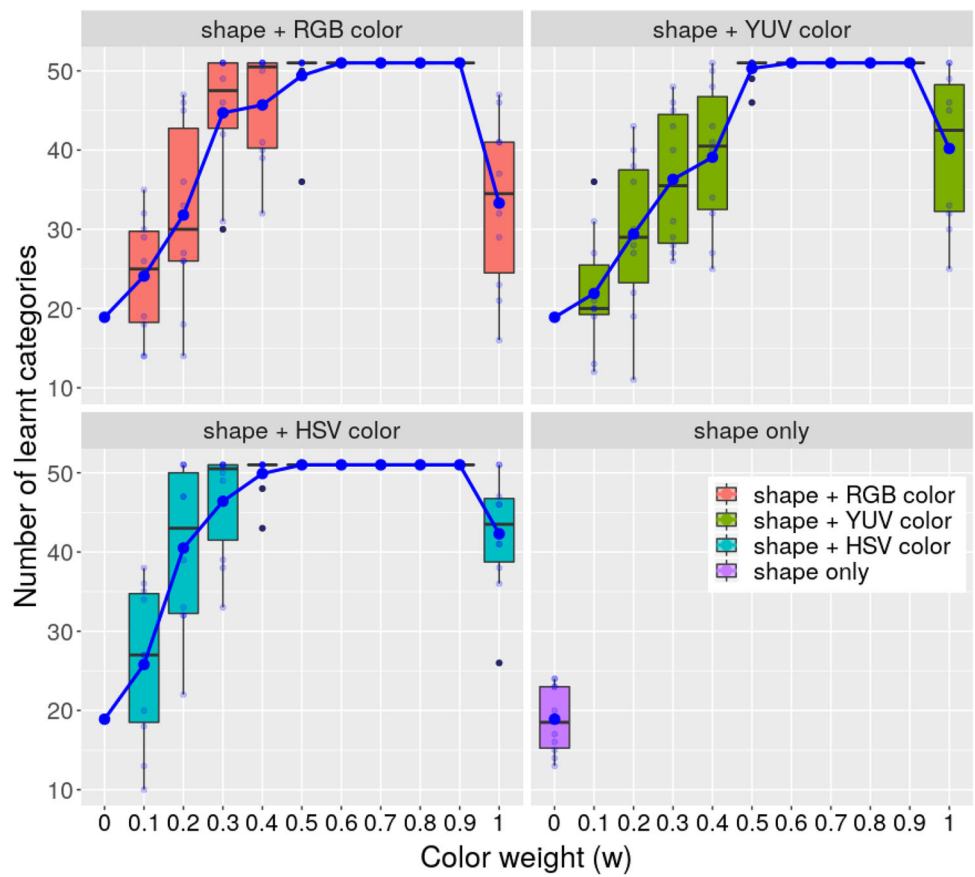 shape + RGB color
shape + YUV color
50
40
30
20
10
shape + HSV color
shape only
50
40
30
20
10
shape + RGB color
shape + YUV color
shape + HSV color
shape only
0 0.1 0.2 0.3 0.4 0.5 0.6 0.7 0.8 0.9 1
0 0.1 0.2 0.3 0.4 0.5 0.6 0.7 0.8 0.9 1
Number of learnt categories
Color weight (w)